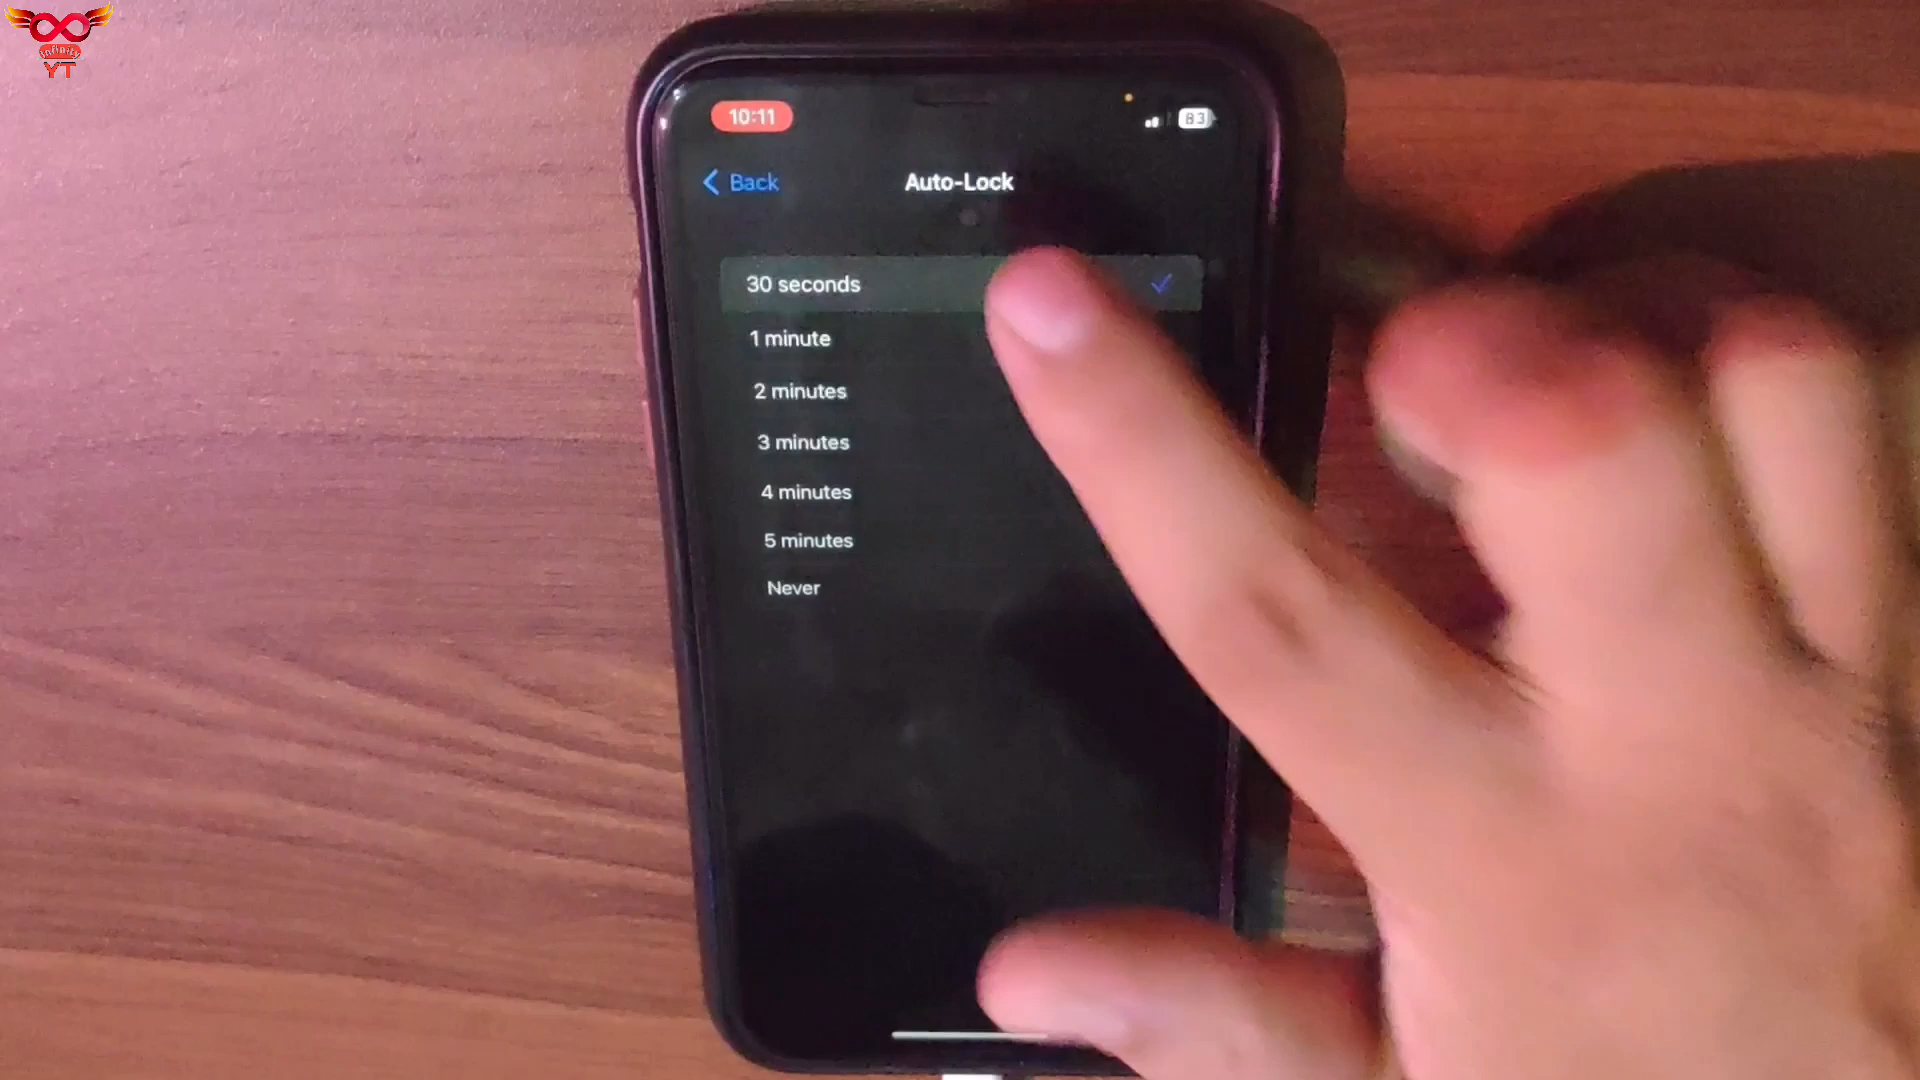 Infinity
YT
10:11
83
Back
Auto-Lock
30 seconds
1 minute
2 minutes
3 minutes
4 minutes
5 minutes
Never